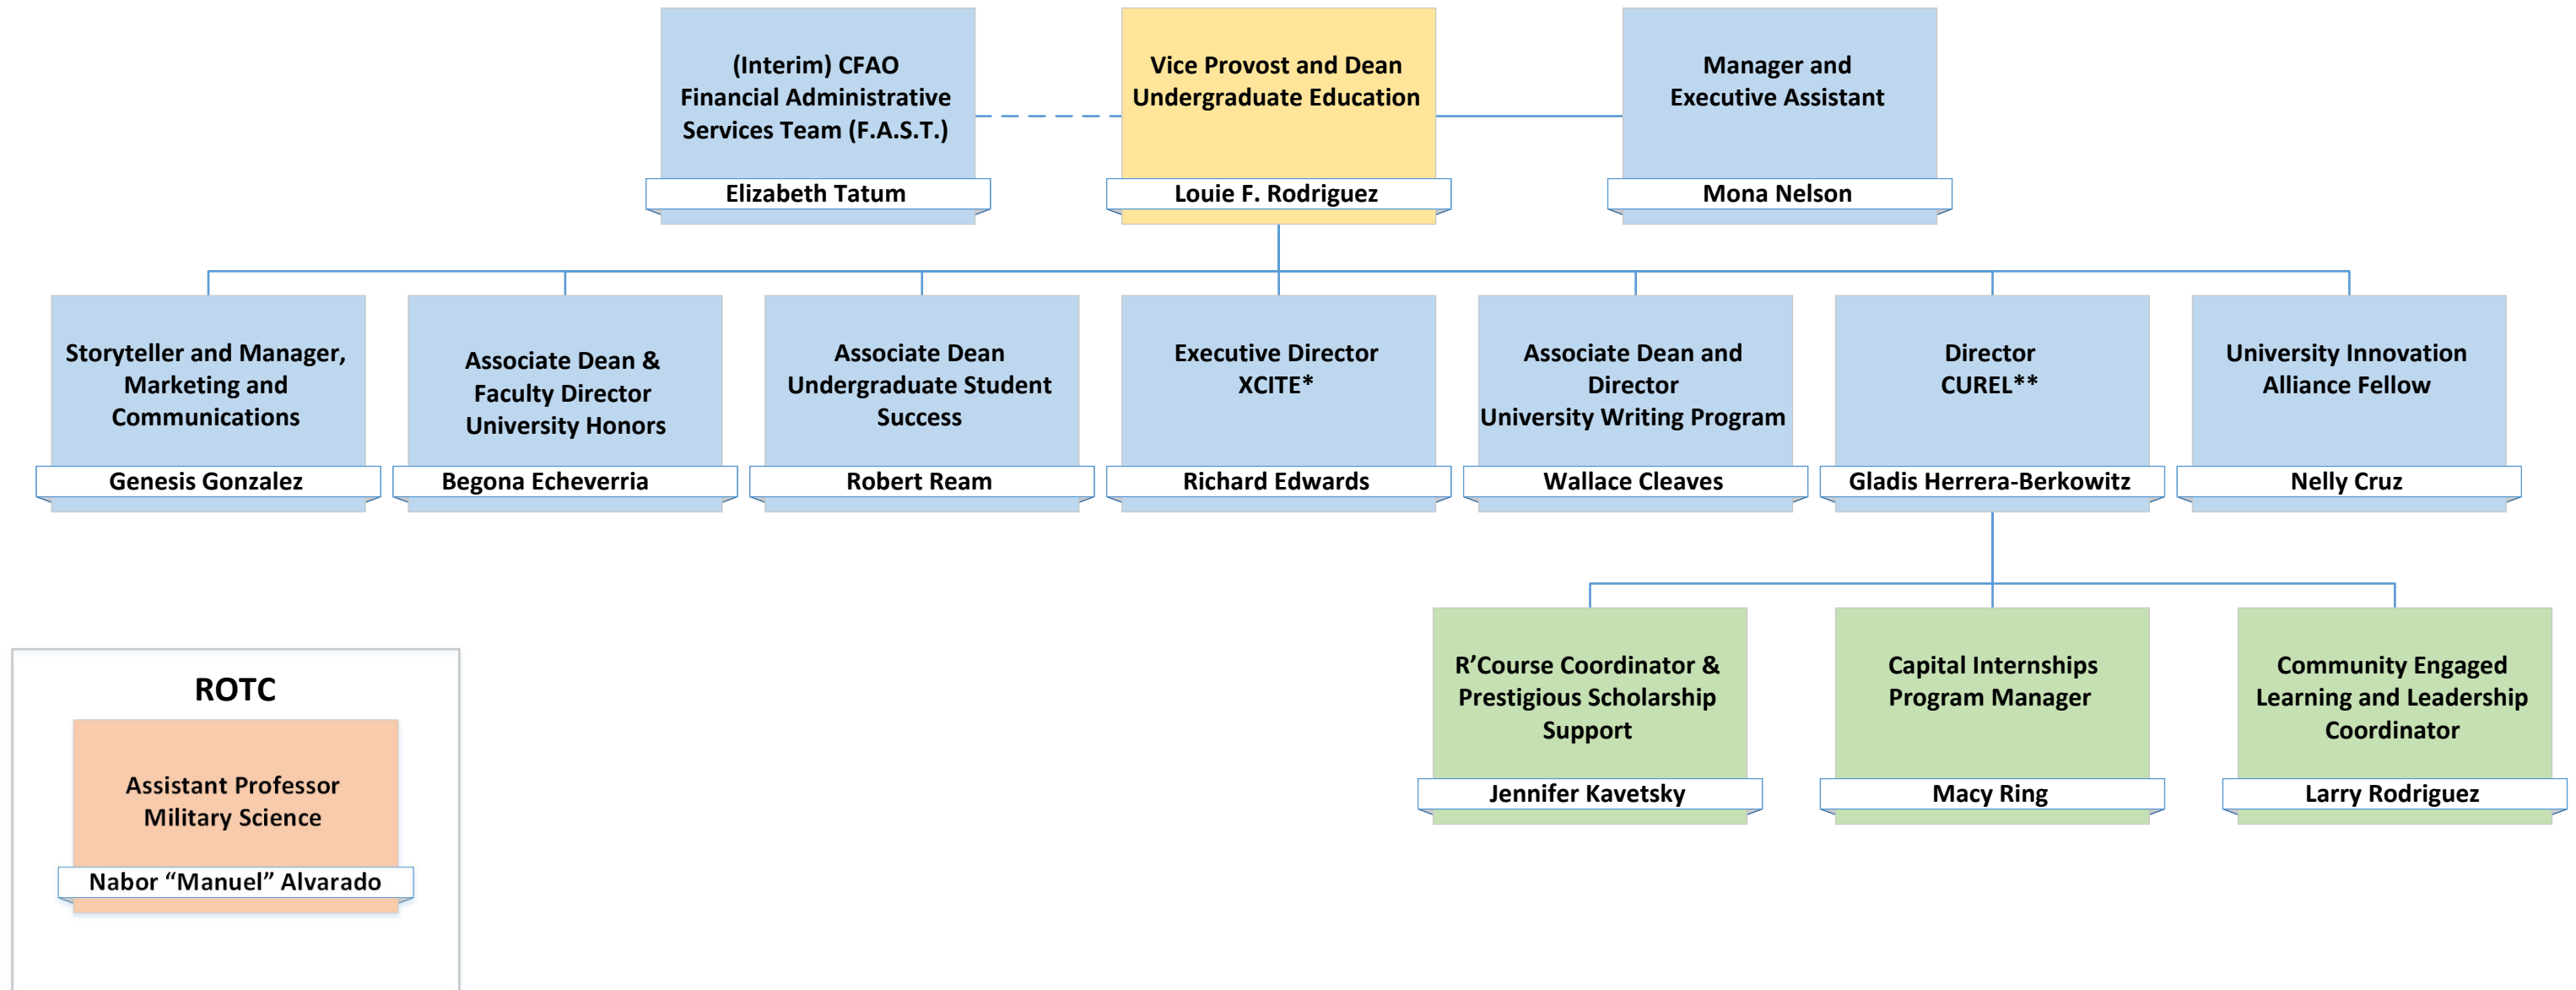 (Interim) CFAO
Financial Administrative
Services Team (F.A.S.T.)
Elizabeth Tatum
Vice Provost and Dean
Undergraduate Education
Louie F. Rodriguez
Manager and
Executive Assistant
Mona Nelson
Storyteller and Manager,
Marketing and
Communications
Genesis Gonzalez
Associate Dean &
Faculty Director
University Honors
Begona Echeverria
Associate Dean
Undergraduate Student
Success
Robert Ream
Executive Director
XCITE*
Richard Edwards
Associate Dean and
Director
University Writing Program
Wallace Cleaves
Director
CUREL**
Gladis Herrera-Berkowitz
University Innovation
Alliance Fellow
Nelly Cruz
R’Course Coordinator &
Prestigious Scholarship
Support
Jennifer Kavetsky
Capital Internships
Program Manager
Macy Ring
Community Engaged
Learning and Leadership
Coordinator
Larry Rodriguez
ROTC
Assistant Professor
Military Science
Nabor “Manuel” Alvarado